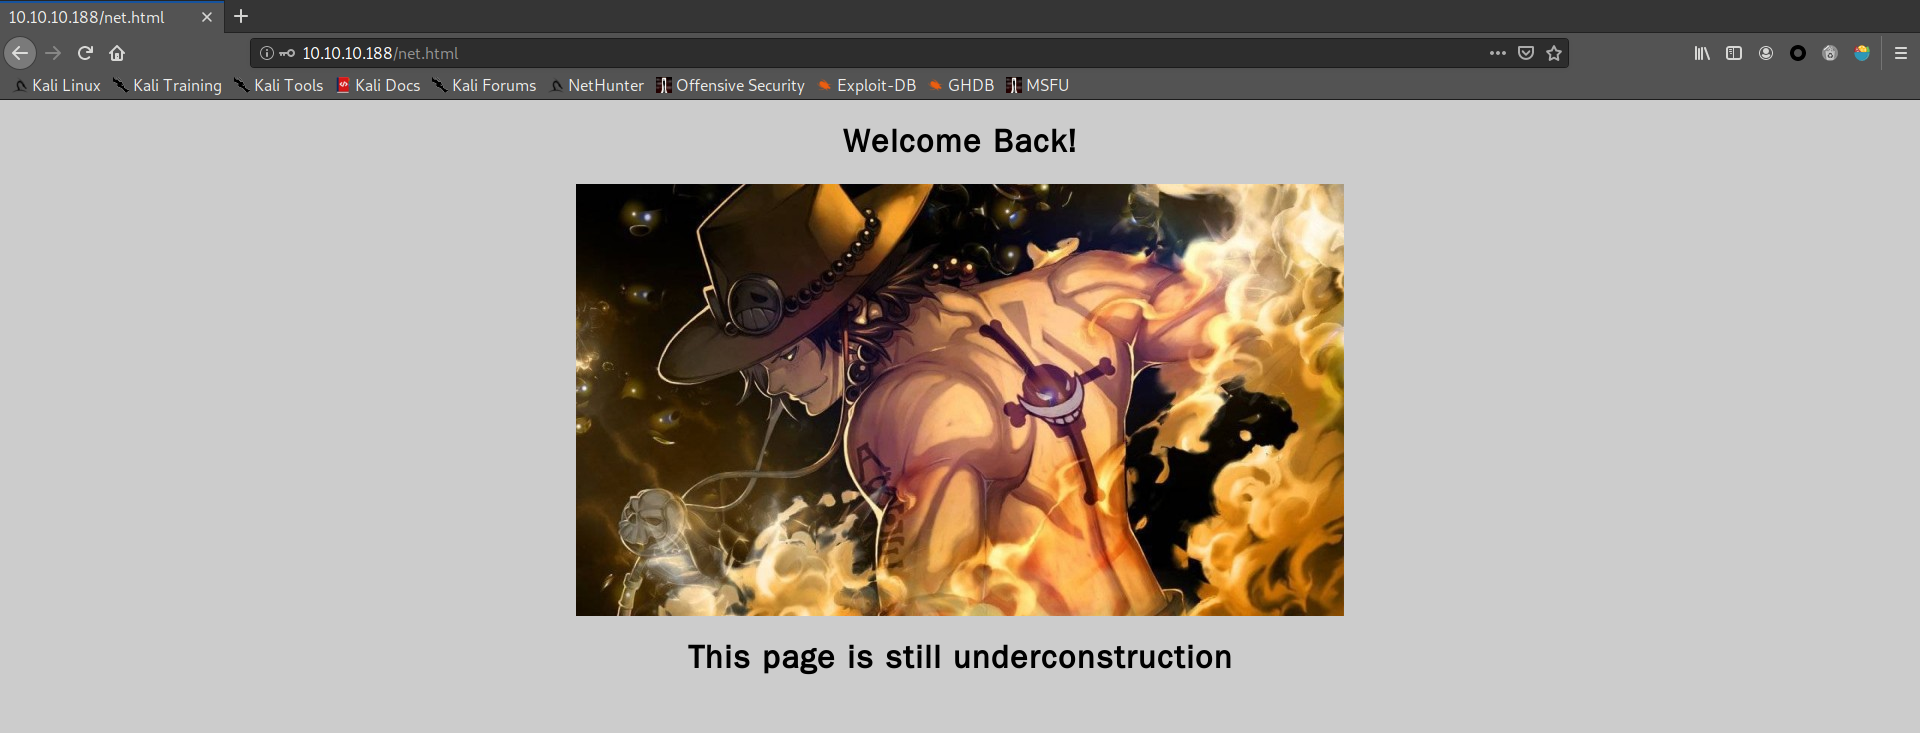 10.10.10.188/net.html
10.10.10.188/net.html
Kali Linux Kali Training Kali Tools Kali Docs Kali Forums NetHunter Offensive Security Exploit-DB GHDB MSFU
Welcome Back!
This page is still underconstruction